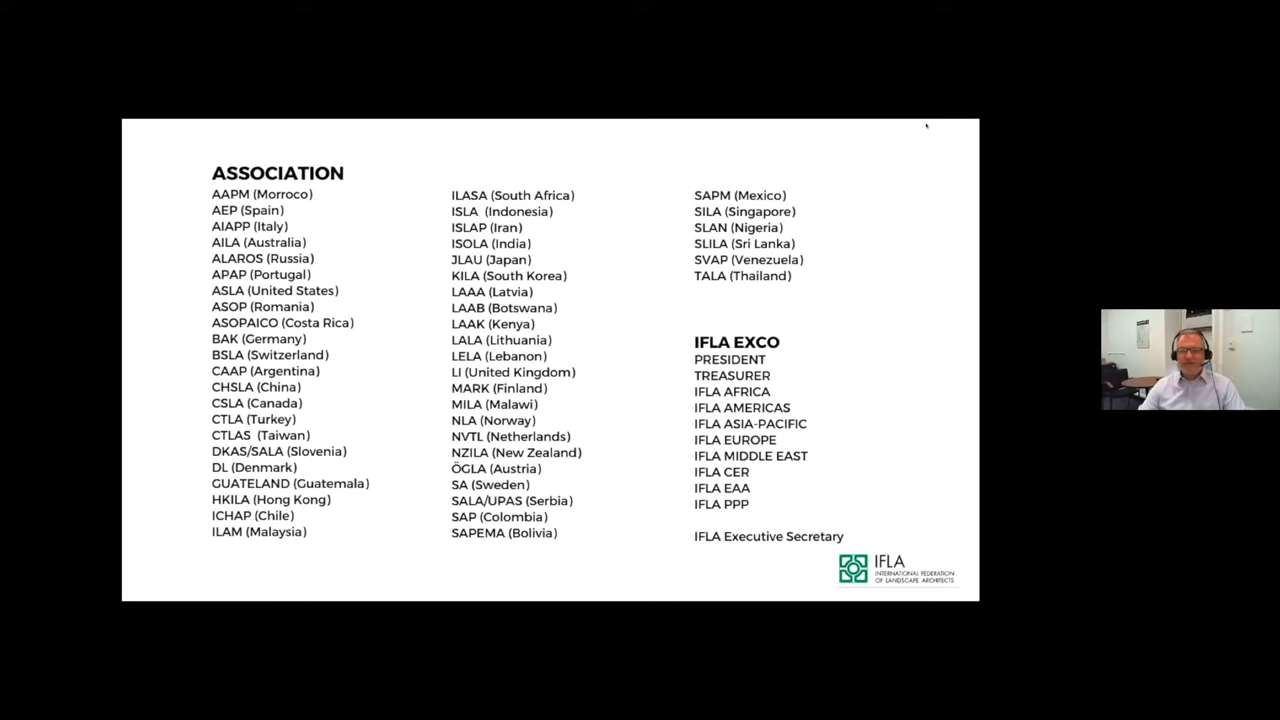 ASSOCIATION
AAPM (Morroco)
AEP (Spain)
AIAPP (Italy)
AILA (Australia)
ALAROS (Russia)
APAP (Portugal)
ASLA (United States)
ASOP (Romania)
ASOPAICO (Costa Rica)
BAK (Germany)
BSLA (Switzerland)
CAAP (Argentina)
CHSLA (China)
CSLA (Canada)
CTLA (Turkey)
CTLAS (Taiwan)
DKAS/SALA (Slovenia)
DL (Denmark)
GUATELAND (Guatemala)
HKILA (Hong Kong)
ICHAP (Chile)
ILAM (Malaysia)
ILASA (South Africa)
ISLA (Indonesia)
ISLAP (Iran)
ISOLA (India)
JLAU (Japan)
KILA (South Korea)
LAAA (Latvia)
LAAB (Botswana)
LAAK (Kenya)
LALA (Lithuania)
LELA (Lebanon)
LI (United Kingdom)
MARK (Finland)
MILA (Malawi)
NLA (Norway)
NVTL (Netherlands)
NZILA (New Zealand)
ÖGLA (Austria)
SA (Sweden)
SALA/UPAS (Serbia)
SAP (Colombia)
SAPEMA (Bolivia)
SAPM (Mexico)
SILA (Singapore)
SLAN (Nigeria)
SLILA (Sri Lanka)
SVAP (Venezuela)
TALA (Thailand)
IFLA EXCO
PRESIDENT
TREASURER
IFLA AFRICA
IFLA AMERICAS
IFLA ASIA-PACIFIC
IFLA EUROPE
IFLA MIDDLE EAST
IFLA CER
IFLA EAA
IFLA PPP
IFLA Executive Secretary
IFLA
INTERNATIONAL FEDERATION
OF LANDSCAPE ARCHITECTS